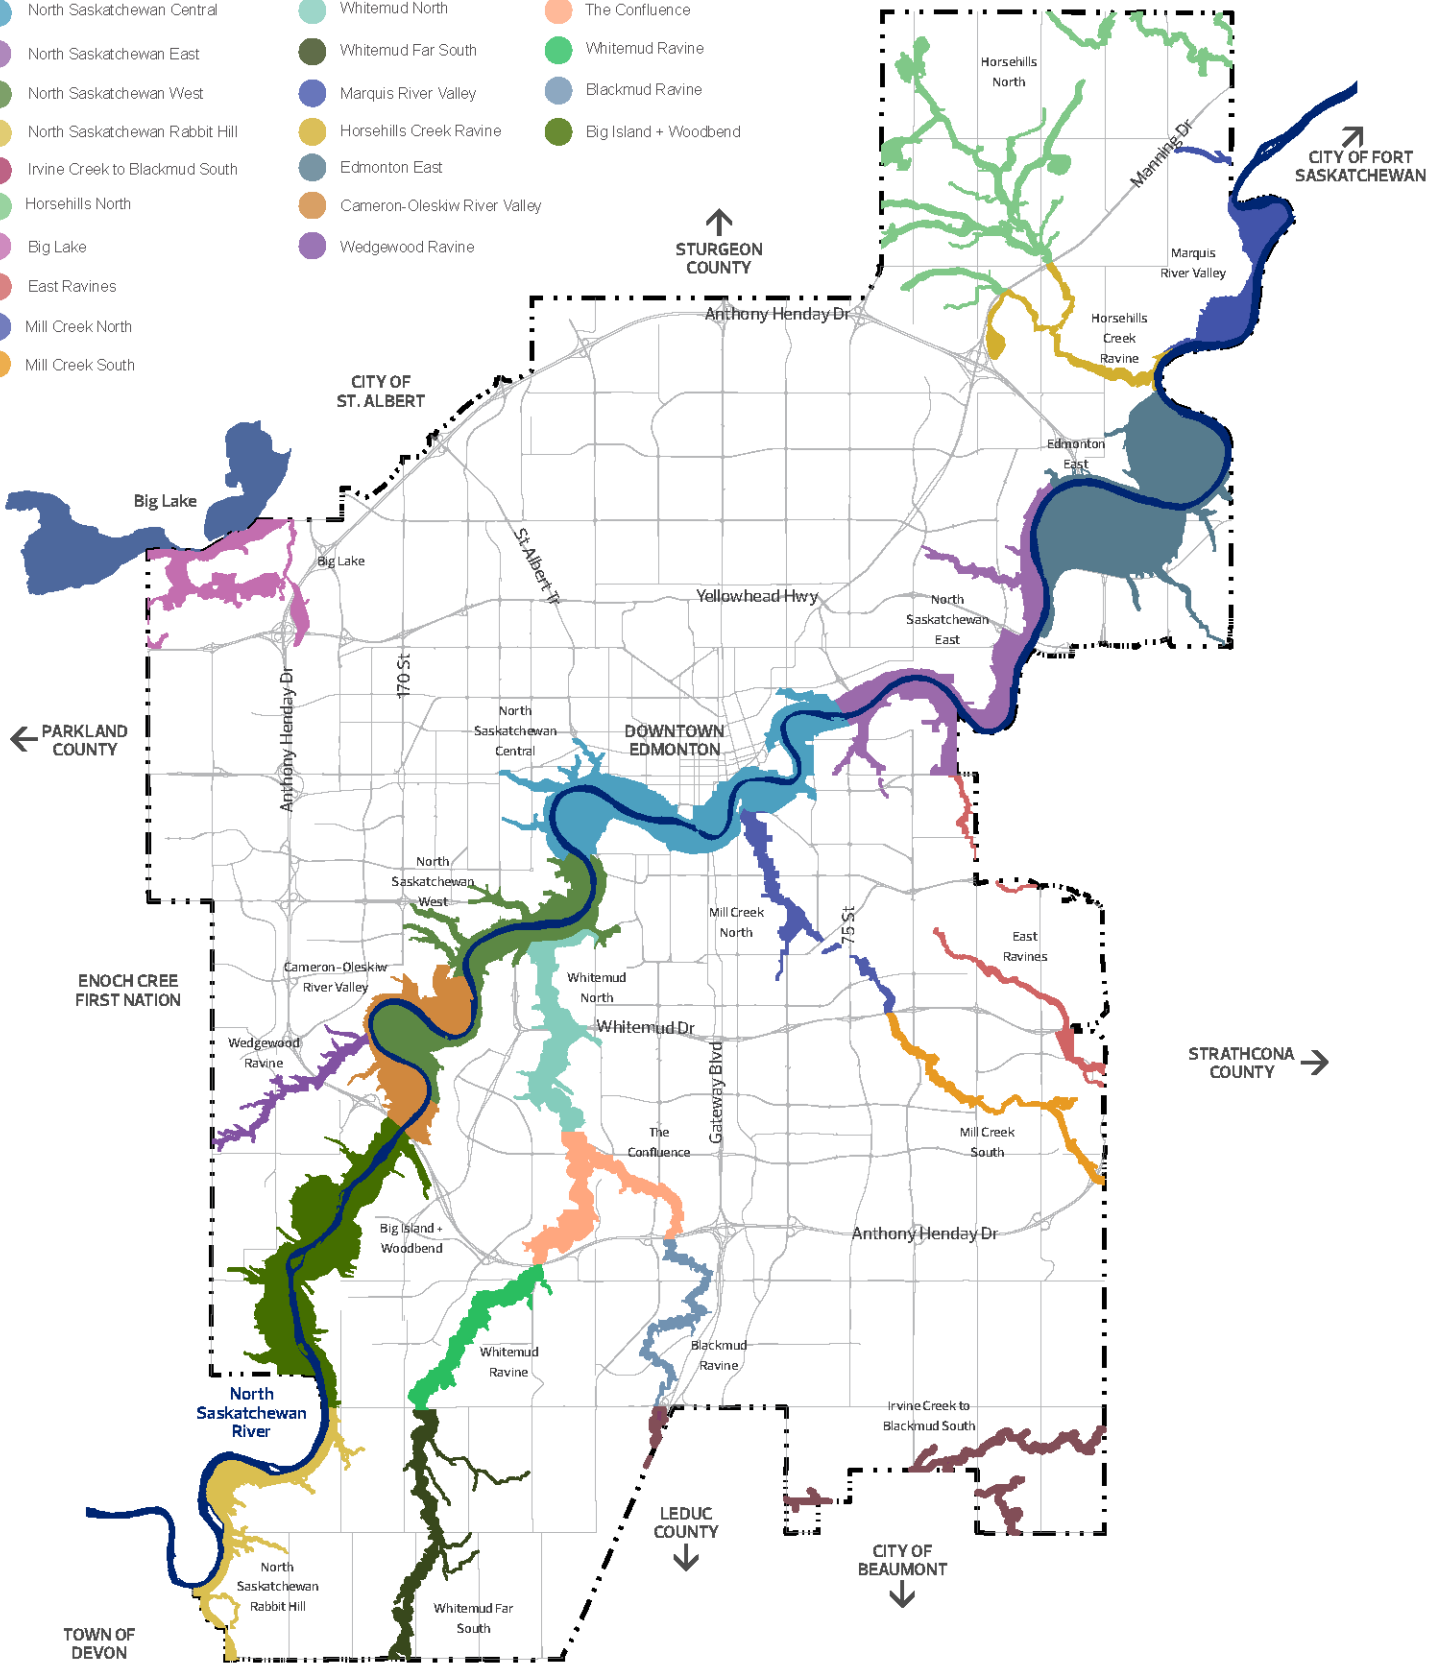 North Saskatchewan Central
North Saskatchewan East
North Saskatchewan West
North Saskatchewan Rabbit Hill
Irvine Creek to Blackmud South
Horsehills North
Big Lake
East Ravines
Mill Creek North
Mill Creek South
Whitemud North
Whitemud Far South
Marquis River Valley
Horsehills Creek Ravine
Edmonton East
Cameron-Oleskiw River Valley
Wedgewood Ravine
The Confluence
Whitemud Ravine
Blackmud Ravine
Big Island + Woodbend
Horsehills
North
Manning Dr
CITY OF FORT
SASKATCHEWAN
STURGEON
COUNTY
Marquis
River Valley
Anthony Henday Dr
Horsehills
Creek
Ravine
CITY OF
ST. ALBERT
Edmonton
East
Big Lake
Big Lake
St Albert Tr
Yellowhead Hwy
North
Saskatchewan
East
170 St
Anthony Henday Dr
PARKLAND
COUNTY
North
Saskatchewan
Central
DOWNTOWN
EDMONTON
North
Saskatchewan
West
Mill Creek
North
75 St
East
Ravines
ENOCH CREE
FIRST NATION
Cameron-Oleskiw
River Valley
Whitemud
North
Whitemud Dr
Wedgewood
Ravine
Gateway Blvd
STRATHCONA
COUNTY
The
Confluence
Mill Creek
South
Big Island +
Woodbend
Anthony Henday Dr
Whitemud
Ravine
Blackmud
Ravine
North
Saskatchewan
River
Irvine Creek to
Blackmud South
LEDUC
COUNTY
CITY OF
BEAUMONT
North
Saskatchewan
Rabbit Hill
Whitemud Far
South
TOWN OF
DEVON